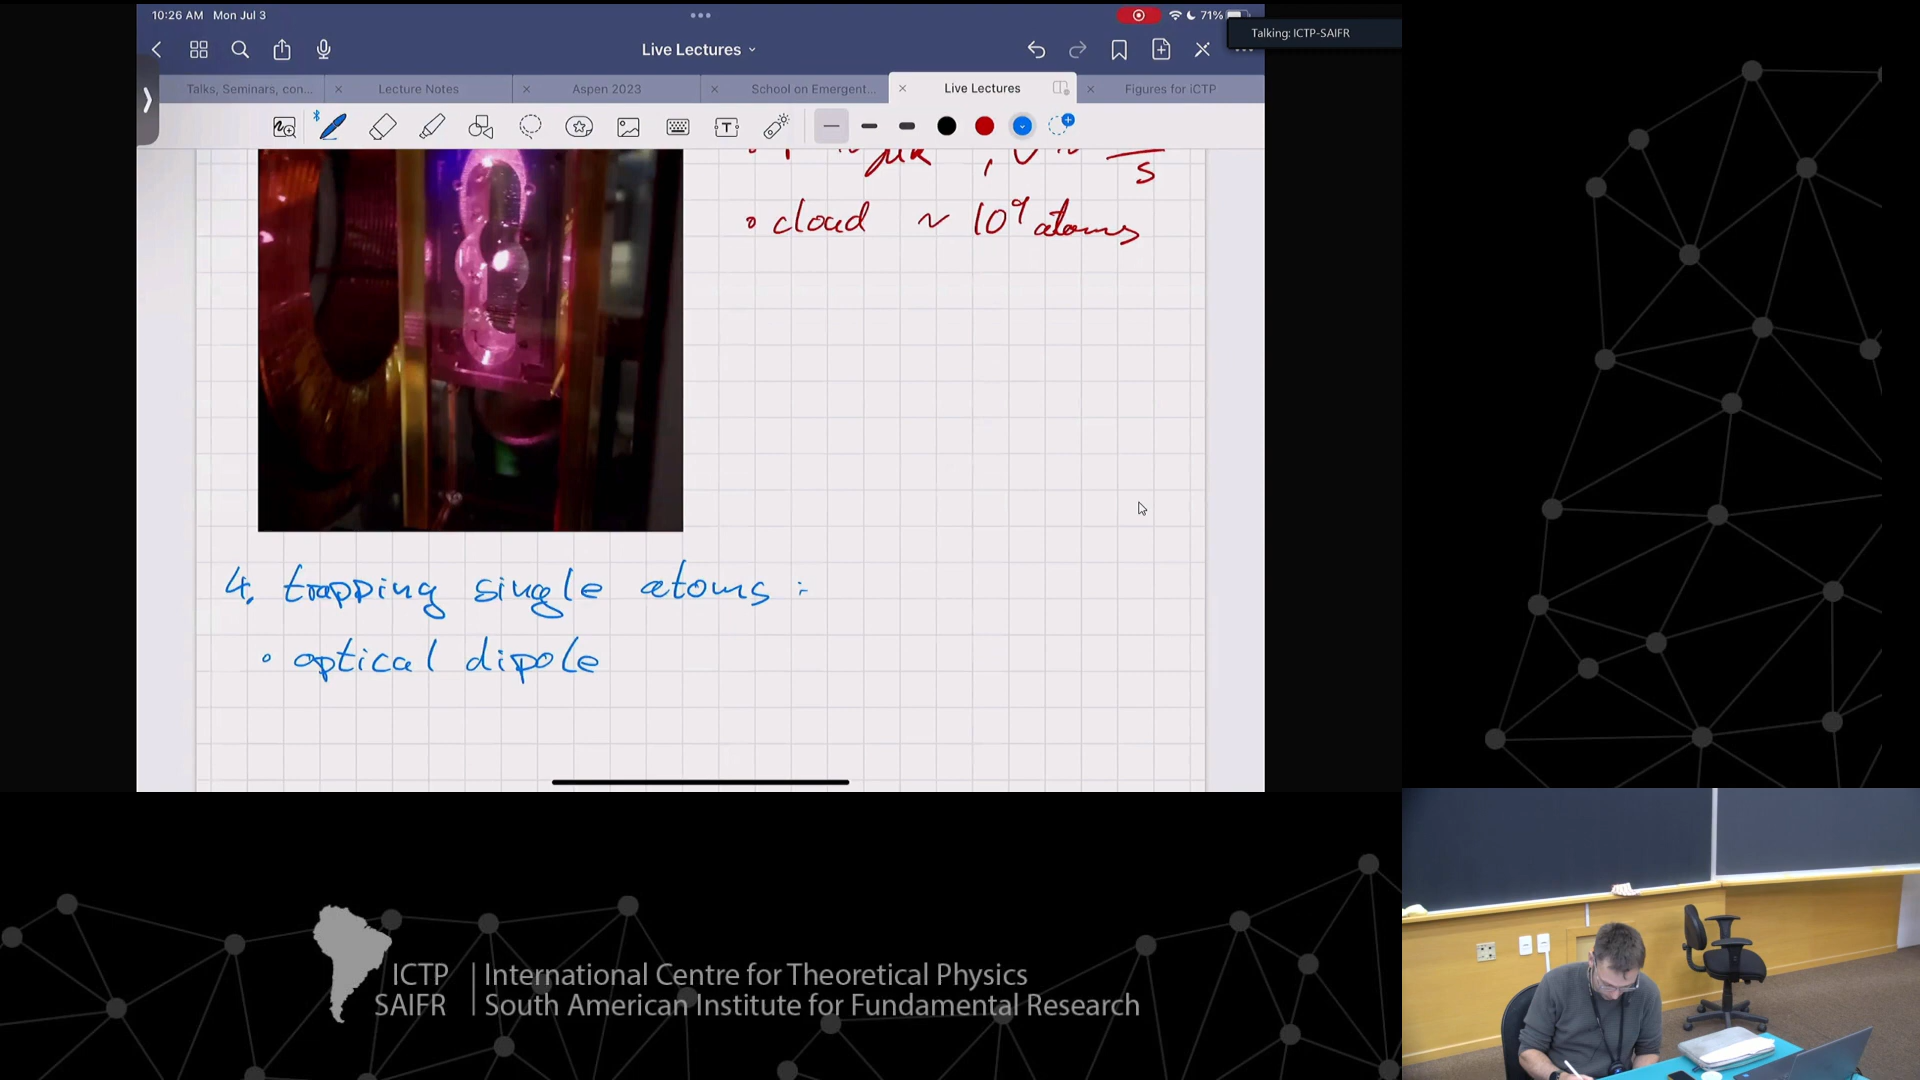 10:26 AM Mon Jul 3
71%
Talking: ICTP-SAIFR
Live Lectures
Talks, Seminars, con...
Lecture Notes
Aspen 2023
School on Emergent...
Live Lectures
Figures for iCTP
s
• cloud ~ 10⁹ atoms
4. trapping single atoms :
• optical dipole
ICTP SAIFR
International Centre for Theoretical Physics
South American Institute for Fundamental Research